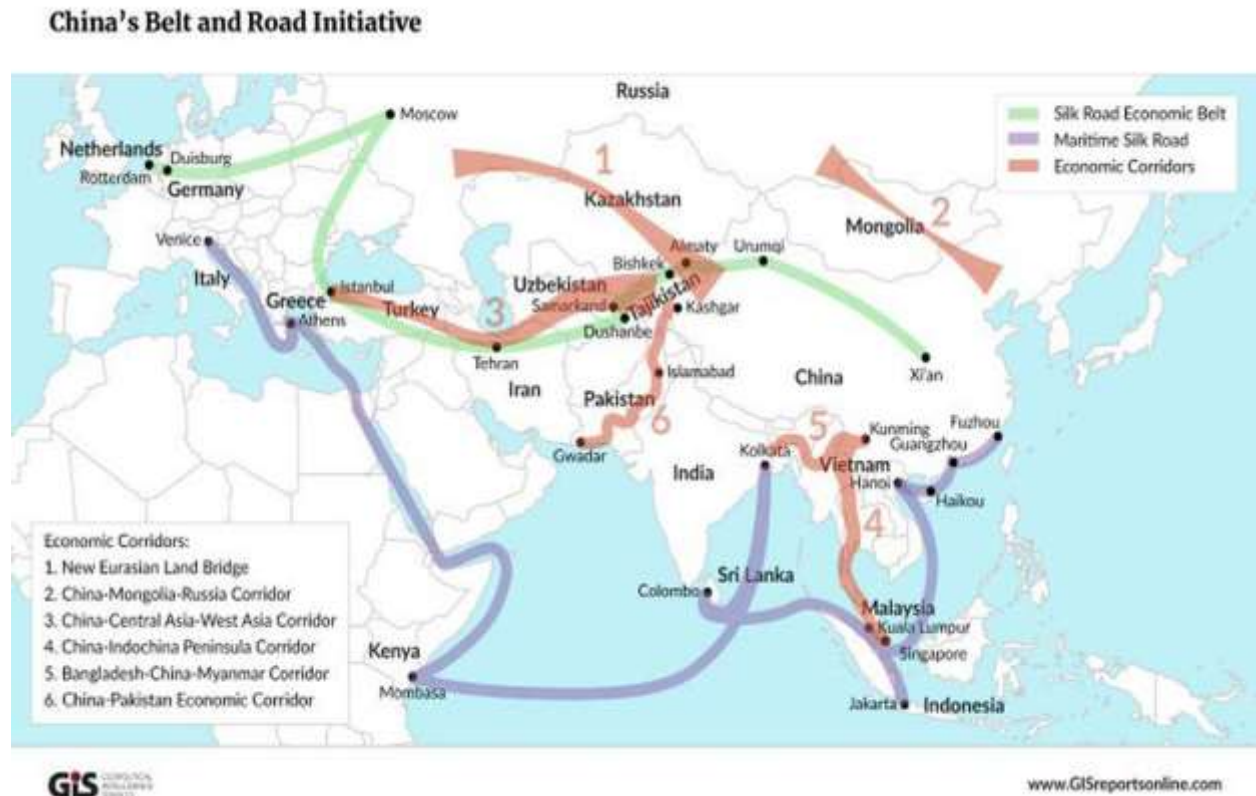 China's Belt and Road Initiative
Russia
Moscow
Silk Road Economic Belt
Maritime Silk Road
Economic Corridors
Netherlands
Duisburg
Rotterdam
Germany
1
Kazakhstan
2
Mongolia
Venice
Almaty
Urumqi
Bishkek
Italy
Istanbul
Uzbekistan
Greece
Turkey
Samarkand
Tajikistan
Kashgar
Athens
3
Dushanbe
Tehran
Islamabad
China
Xi'an
Iran
Pakistan
6
5
Kunming
Fuzhou
Guangzhou
Gwadar
Kolkata
Vietnam
India
Hanoi
Haikou
4
Economic Corridors:
1. New Eurasian Land Bridge
2. China-Mongolia-Russia Corridor
3. China-Central Asia-West Asia Corridor
4. China-Indochina Peninsula Corridor
5. Bangladesh-China-Myanmar Corridor
6. China-Pakistan Economic Corridor
Sri Lanka
Colombo
Malaysia
Kuala Lumpur
Singapore
Kenya
Mombasa
Jakarta
Indonesia
GIS
www.GISreportsonline.com